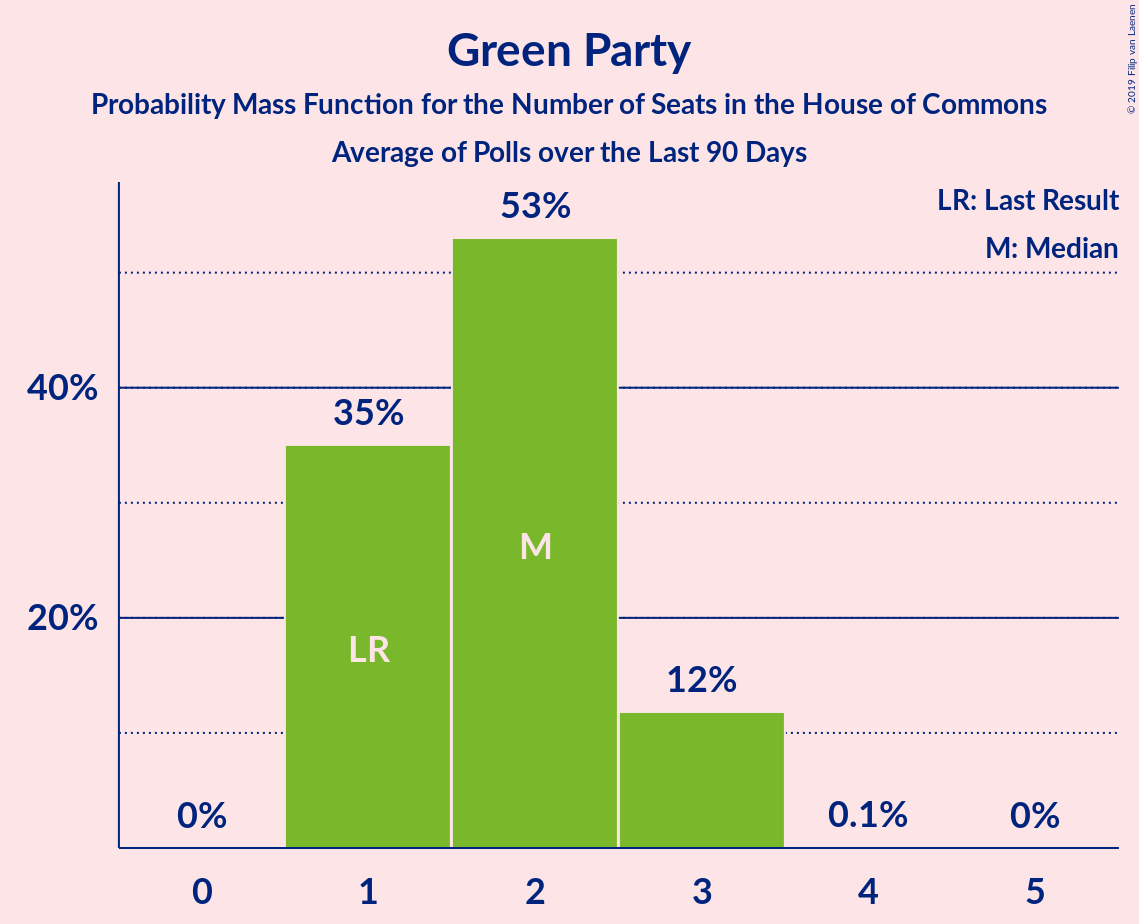 Green Party
Probability Mass Function for the Number of Seats in the House of Commons
Average of Polls over the Last 90 Days
© 2019 Filip van Laenen
LR: Last Result
M: Median
53%
40%
35%
M
20%
LR
12%
0%
0.1%
0%
0 1 2 3 4 5